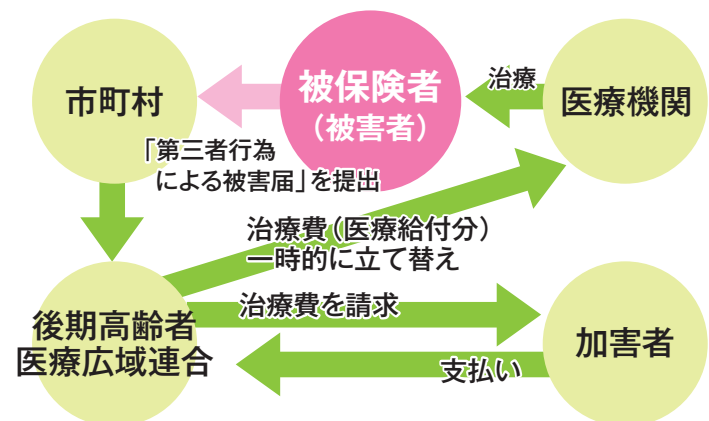 市町村
被保険者
（被害者）
治療
医療機関
「第三者行為
による被害届」を提出
治療費（医療給付分）
一時的に立て替え
後期高齢者
医療広域連合
治療費を請求
加害者
支払い